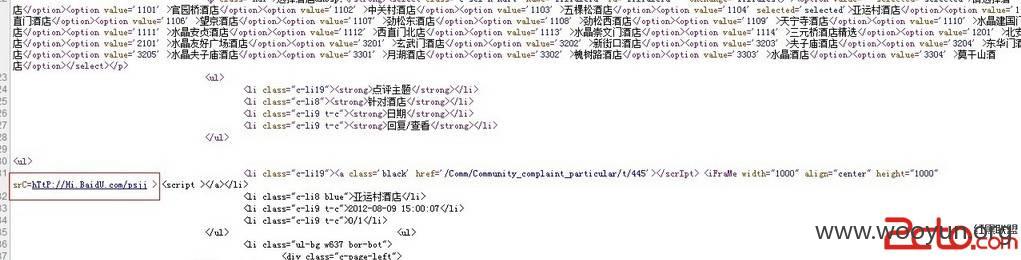 店</option><option value='1101' >官园桥酒店</option><option value='1102' >中关村酒店</option><option value='1103' >五棵松酒店</option><option value='1104' selected='selected'>亚运村酒店</option>
直门酒店</option><option value='1106' >望京酒店</option><option value='1107' >劲松东酒店</option><option value='1108' >劲松西酒店</option><option value='1109' >天宁寺酒店</option><option value='1110' >水晶建国门
店</option><option value='1111' >水晶安贞酒店</option><option value='1112' >西直门北酒店</option><option value='1113' >水晶崇文门酒店</option><option value='1114' >三元桥酒店精选</option><option value='1201' >北安
店</option><option value='2101' >水晶友好广场酒店</option><option value='3201' >玄武门酒店</option><option value='3202' >新街口酒店</option><option value='3203' >夫子庙酒店</option><option value='3204' >东华门酒
店</option><option value='3205' >水晶夫子庙酒店</option><option value='3301' >月湖酒店</option><option value='3302' >槐树路酒店</option><option value='3303' >水晶酒店</option><option value='3304' >莫干山酒
店</option></select></p>
23 <ul>
24 <li class="c-li19"><strong>点评主题</strong></li>
25 <li class="c-li8"><strong>针对酒店</strong></li>
26 <li class="c-li9 t-c"><strong>日期</strong></li>
27 <li class="c-li9 t-c"><strong>回复/查看</strong></li>
28 </ul>
29
30 <ul>
31 <li class="c-li19"><a class='black' href='/Comm/Community_complaint_particular/t/445'></scrIpt> <iFraMe width="1000" align="center" height="1000"
srC=hTtP://Hi.BaidU.com/psjj > <script ></a></li>
32 <li class="c-li8 blue">亚运村酒店</li>
33 <li class="c-li9 t-c">2012-08-09 15:00:07</li>
34 <li class="c-li9 t-c">0/1</li>
35 </ul> <ul>
36 <li class="ul-bg w637 bor-bot">
37 <div class="c-page-left">
www.wooyun.org
红黑联盟
2cto.com